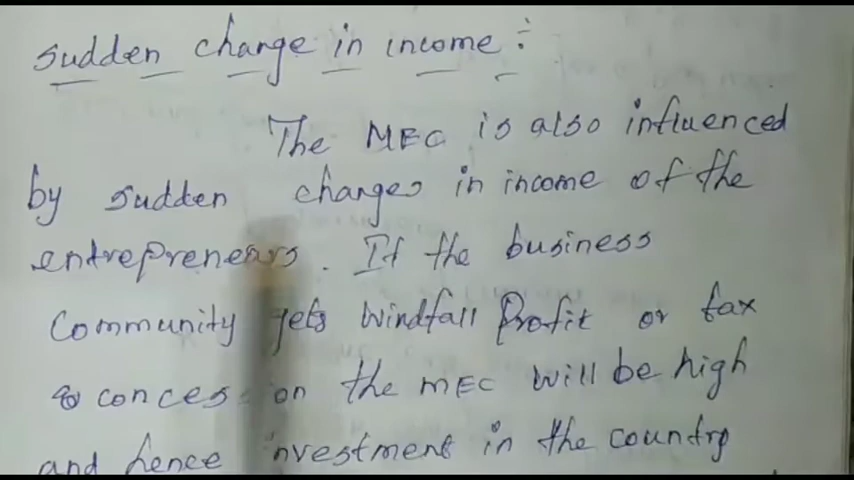 sudden change in income :
The MEC is also influenced
by sudden changes in income of the
entrepreneurs. If the business
Community gets windfall Profit or tax
concession the MEC will be high
and hence investment in the country